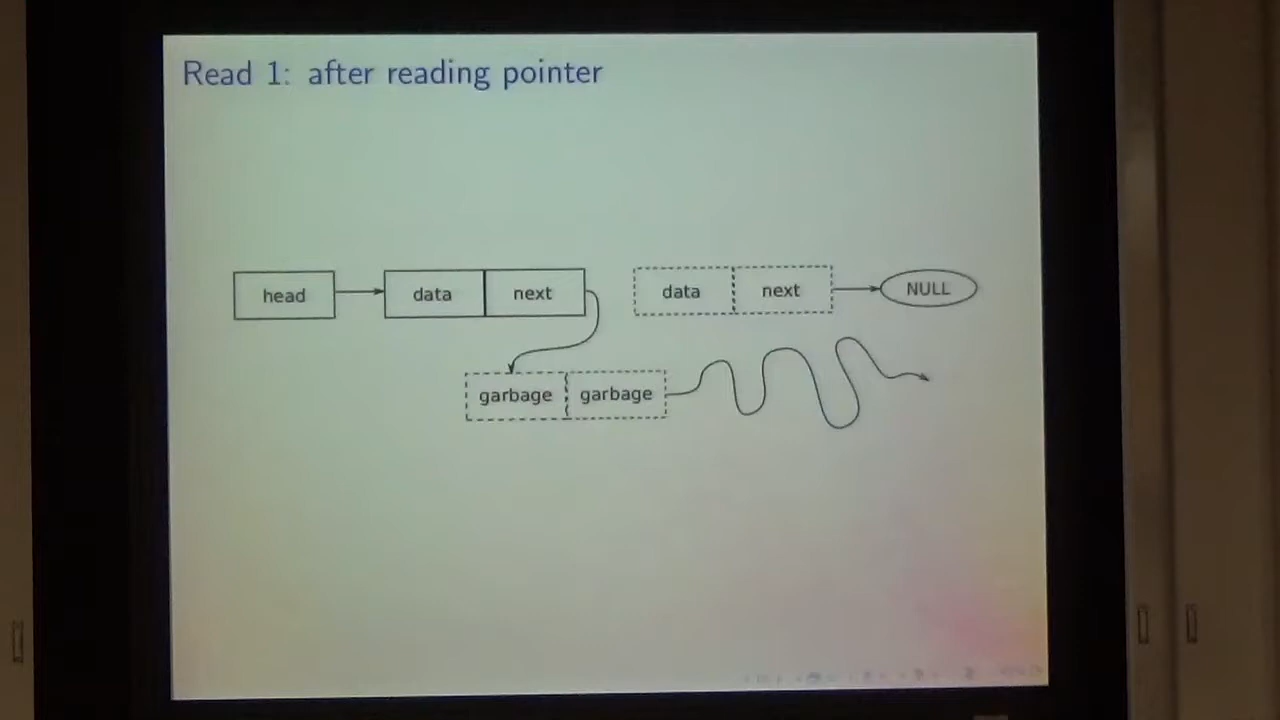 Read 1: after reading pointer
head data next data next NULL
garbage garbage